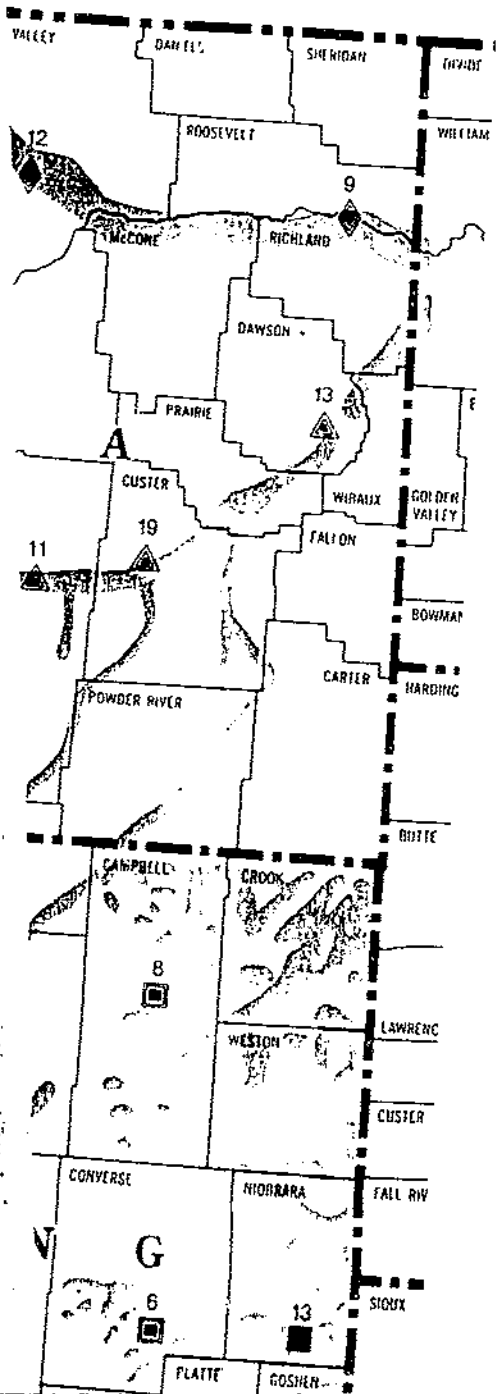 VALLEY
DANIELS
SHERIDAN
DIVIDE
ROOSEVELT
WILLIAM
12
9
McCONE
RICHLAND
DAWSON
13
PRAIRIE
A
CUSTER
WIBAUX
GOLDEN
VALLEY
E
19
11
FALLON
BOWMAN
CARTER
HARDING
POWDER RIVER
BUTTE
CAMPBELL
CROOK
8
LAWRENC
WESTON
CUSTER
CONVERSE
NIOBRARA
FALL RIV
G
6
13
SIOUX
PLATTE
GOSHEN